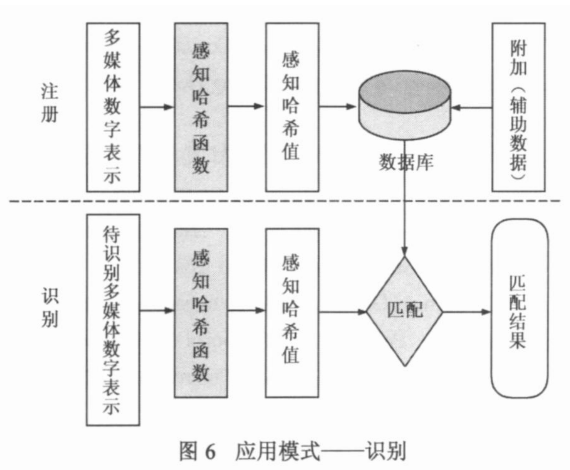 注册
多媒体数字表示
感知哈希函数
感知哈希值
数据库
附加（辅助数据）
识别
待识别多媒体数字表示
感知哈希函数
感知哈希值
匹配
匹配结果
图 6 应用模式——识别